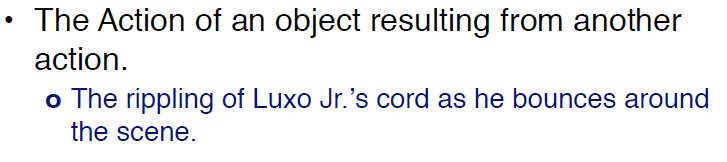 • The Action of an object resulting from another
action.
o The rippling of Luxo Jr.’s cord as he bounces around
the scene.